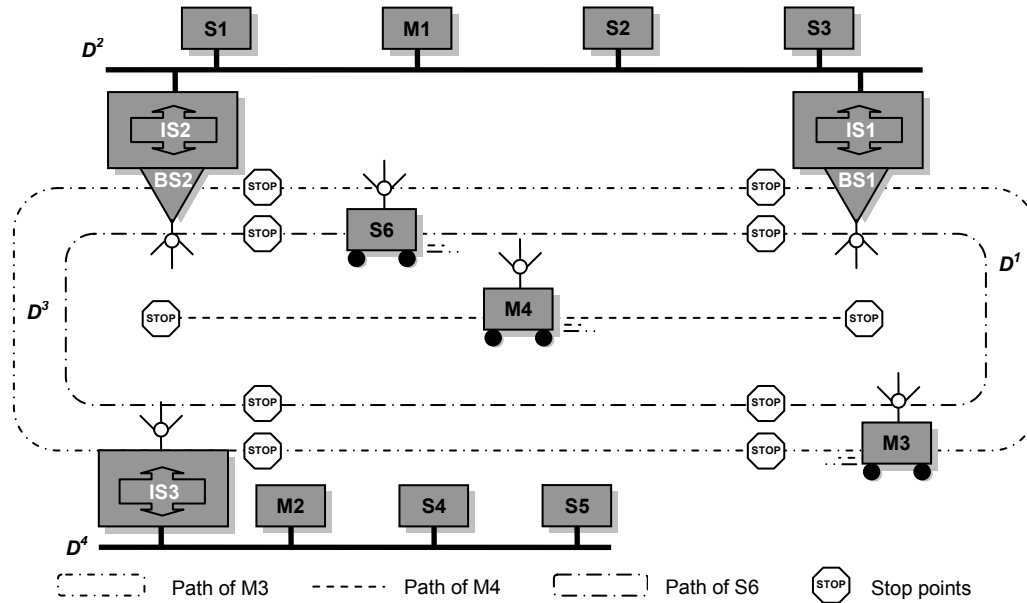 S1 M1 S2 S3
D²
IS2 IS1
BS2 BS1
STOP STOP
S6
STOP STOP
D¹
M4
D³
STOP STOP
STOP STOP
M3
STOP STOP
IS3
M2 S4 S5
D⁴
Path of M3 Path of M4 Path of S6 STOP Stop points